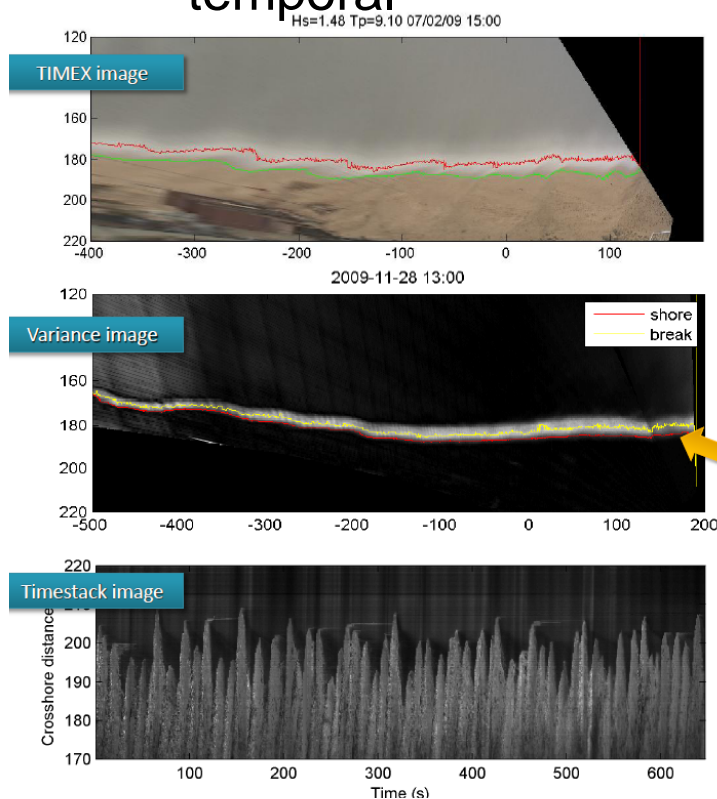 temporal
Hs=1.48 Tp=9.10 07/02/09 15:00
120
TIMEX image
160
180
200
220
-400 -300 -200 -100 0 100
2009-11-28 13:00
120
shore
break
Variance image
160
180
200
220
-500 -400 -300 -200 -100 0 100 200
220
Timestack image
200
190
180
170
Crosshore distance
100 200 300 400 500 600
Time (s)